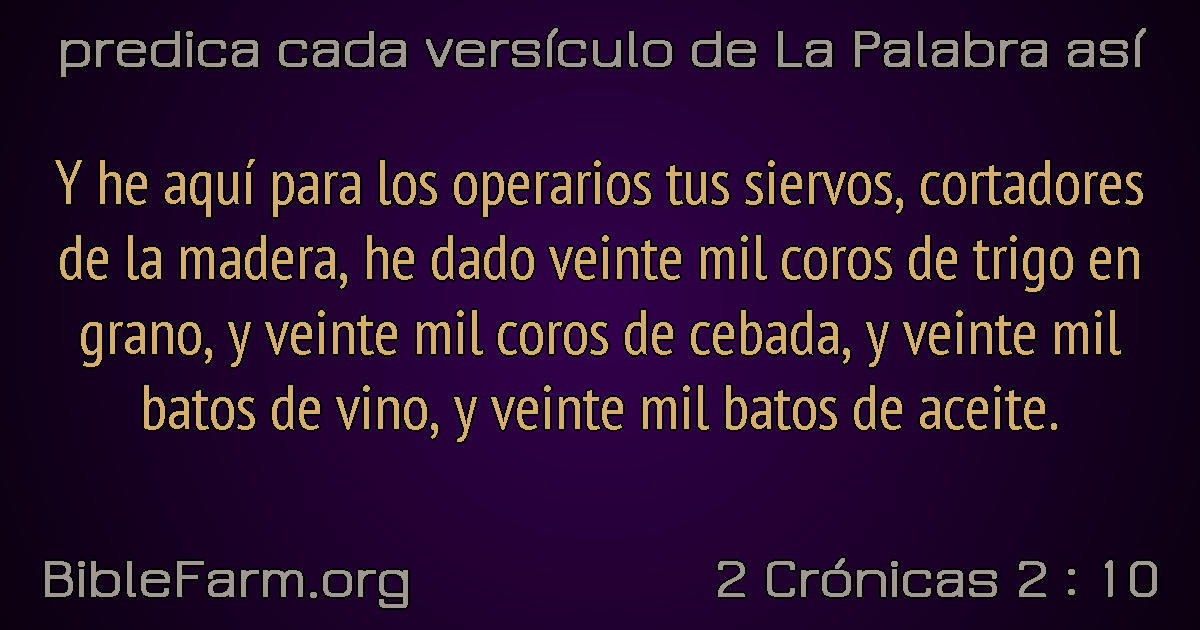 predica cada versículo de La Palabra así
Y he aquí para los operarios tus siervos, cortadores
de la madera, he dado veinte mil coros de trigo en
grano, y veinte mil coros de cebada, y veinte mil
batos de vino, y veinte mil batos de aceite.
BibleFarm.org
2 Crónicas 2 : 10